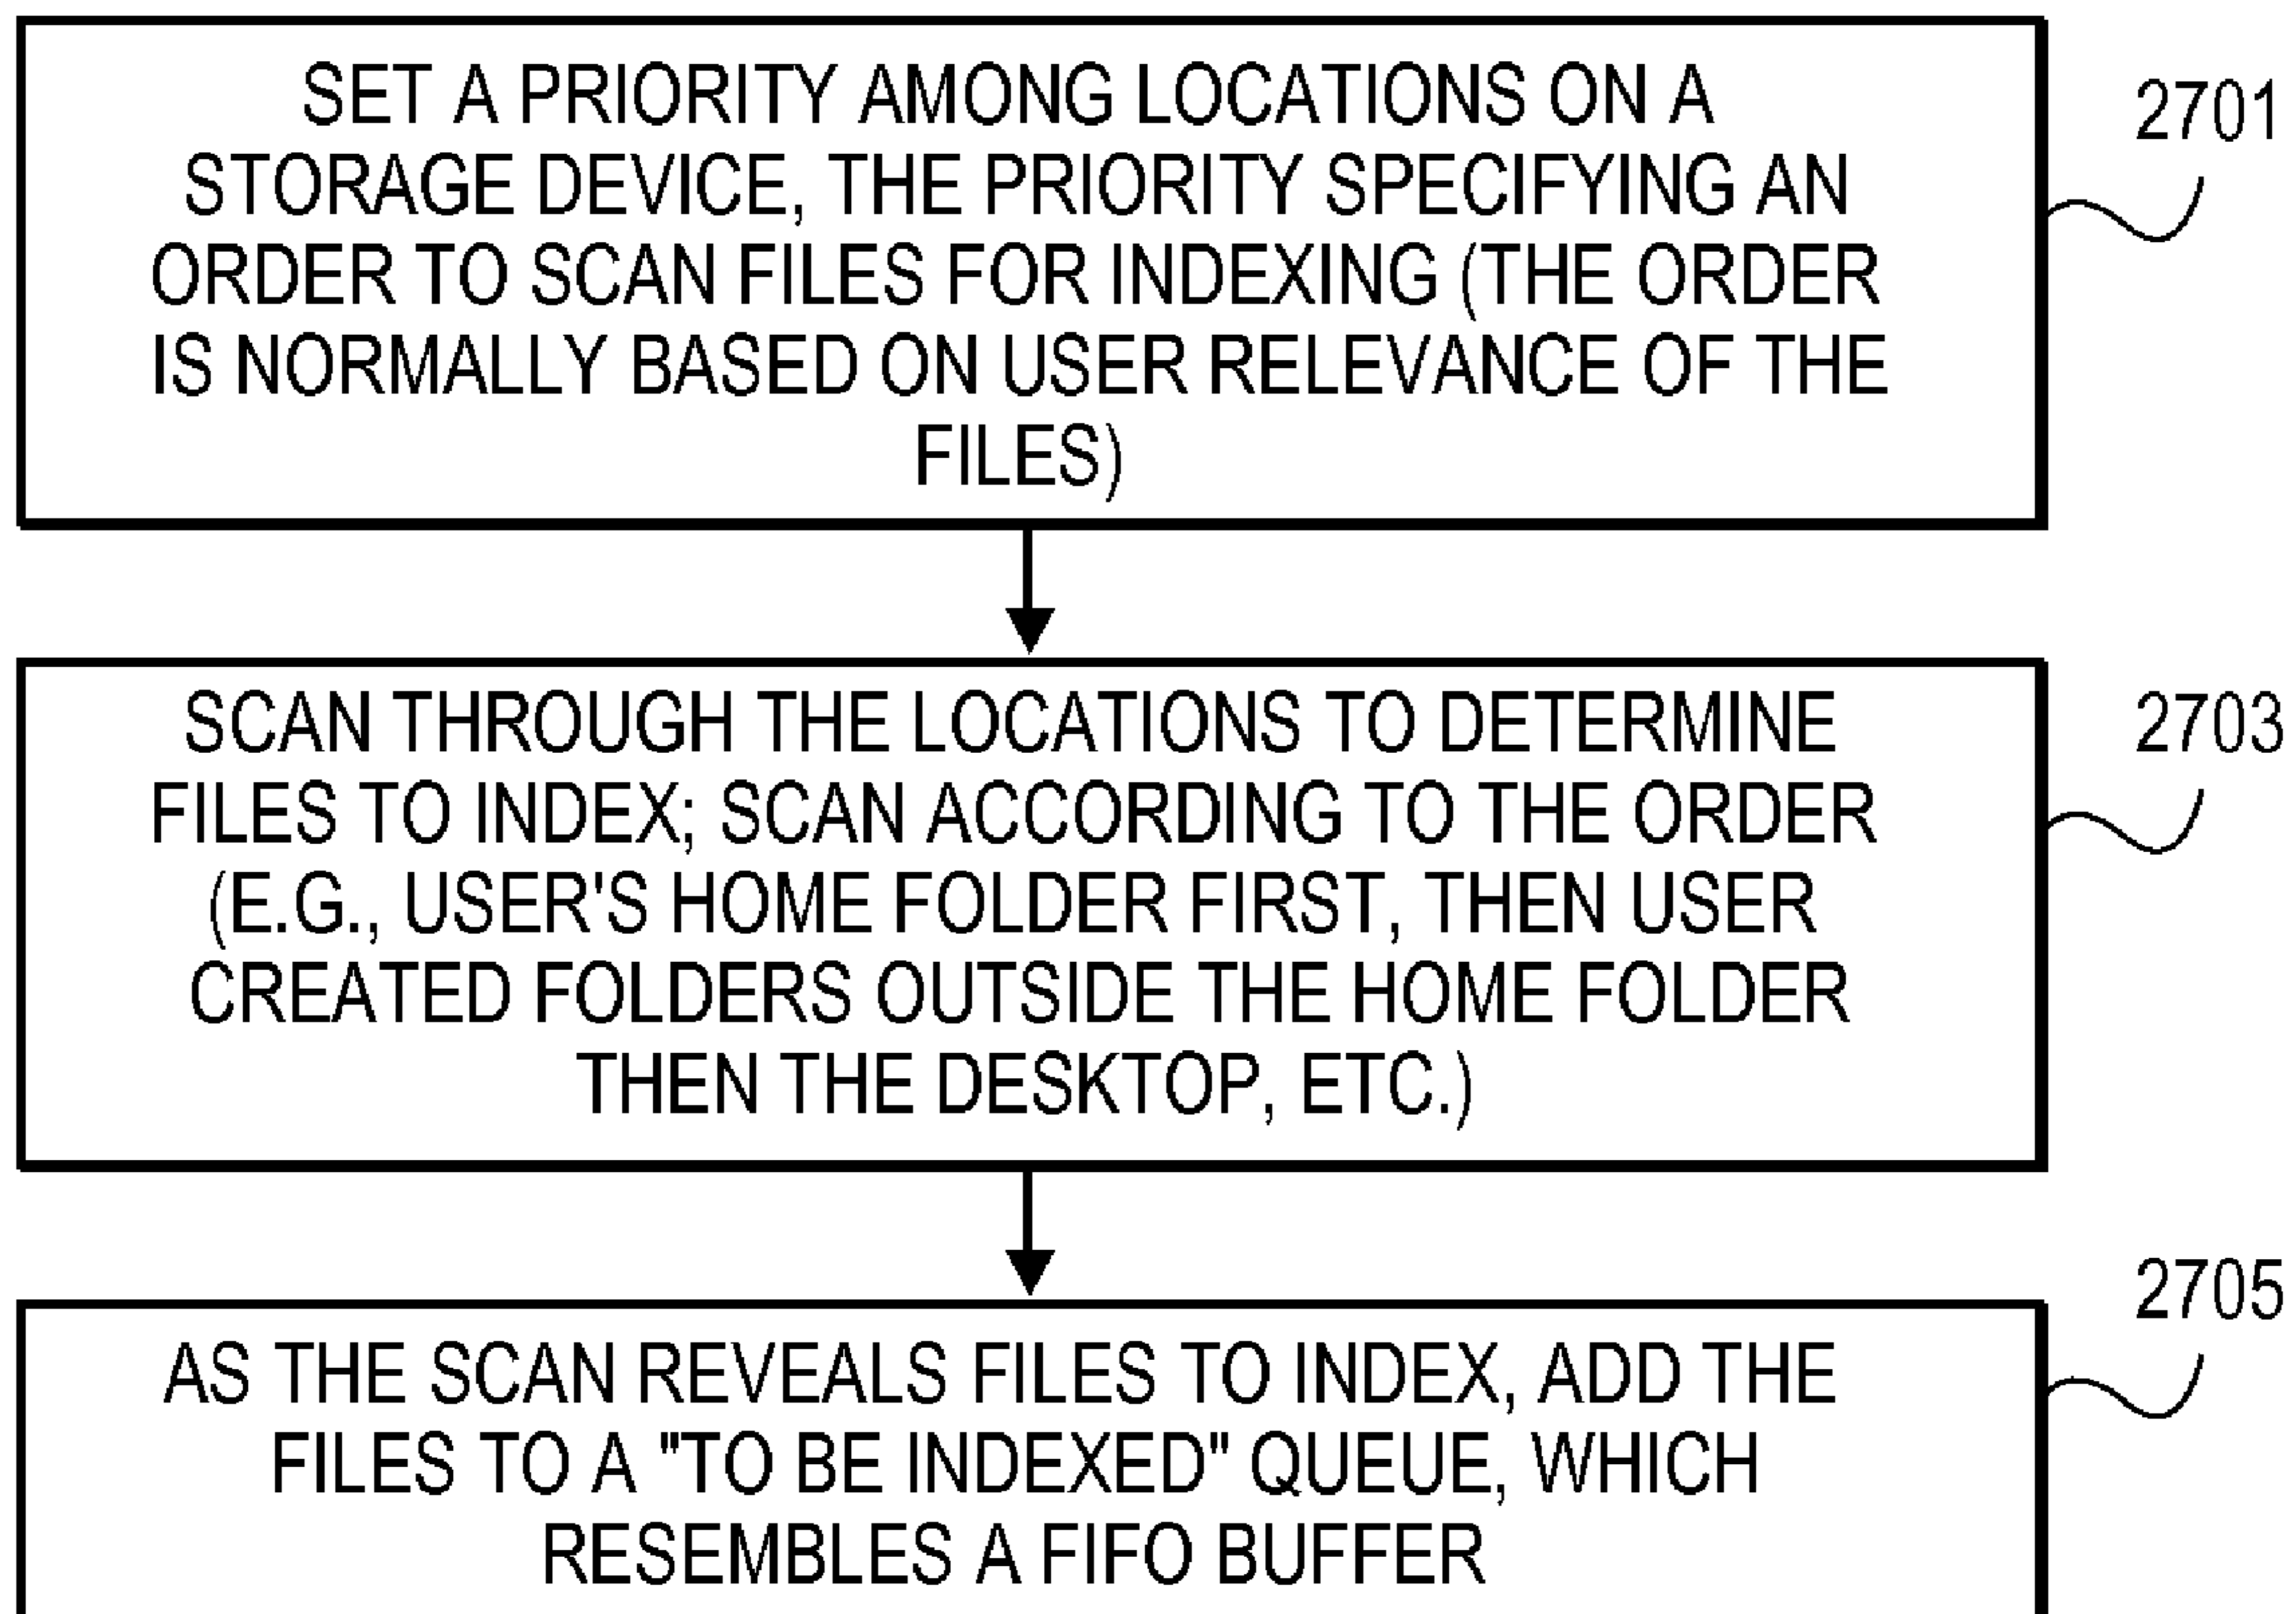 SET A PRIORITY AMONG LOCATIONS ON A
STORAGE DEVICE, THE PRIORITY SPECIFYING AN
ORDER TO SCAN FILES FOR INDEXING (THE ORDER
IS NORMALLY BASED ON USER RELEVANCE OF THE
FILES)
2701
SCAN THROUGH THE LOCATIONS TO DETERMINE
FILES TO INDEX; SCAN ACCORDING TO THE ORDER
(E.G., USER'S HOME FOLDER FIRST, THEN USER
CREATED FOLDERS OUTSIDE THE HOME FOLDER
THEN THE DESKTOP, ETC.)
2703
AS THE SCAN REVEALS FILES TO INDEX, ADD THE
FILES TO A "TO BE INDEXED" QUEUE, WHICH
RESEMBLES A FIFO BUFFER
2705